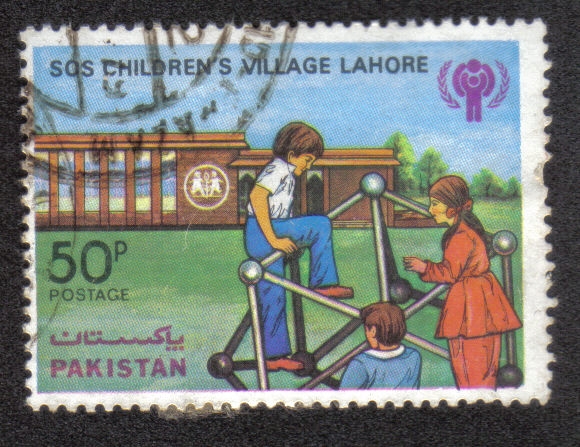 SOS CHILDREN'S VILLAGE LAHORE
50P
POSTAGE
پاکستان
PAKISTAN